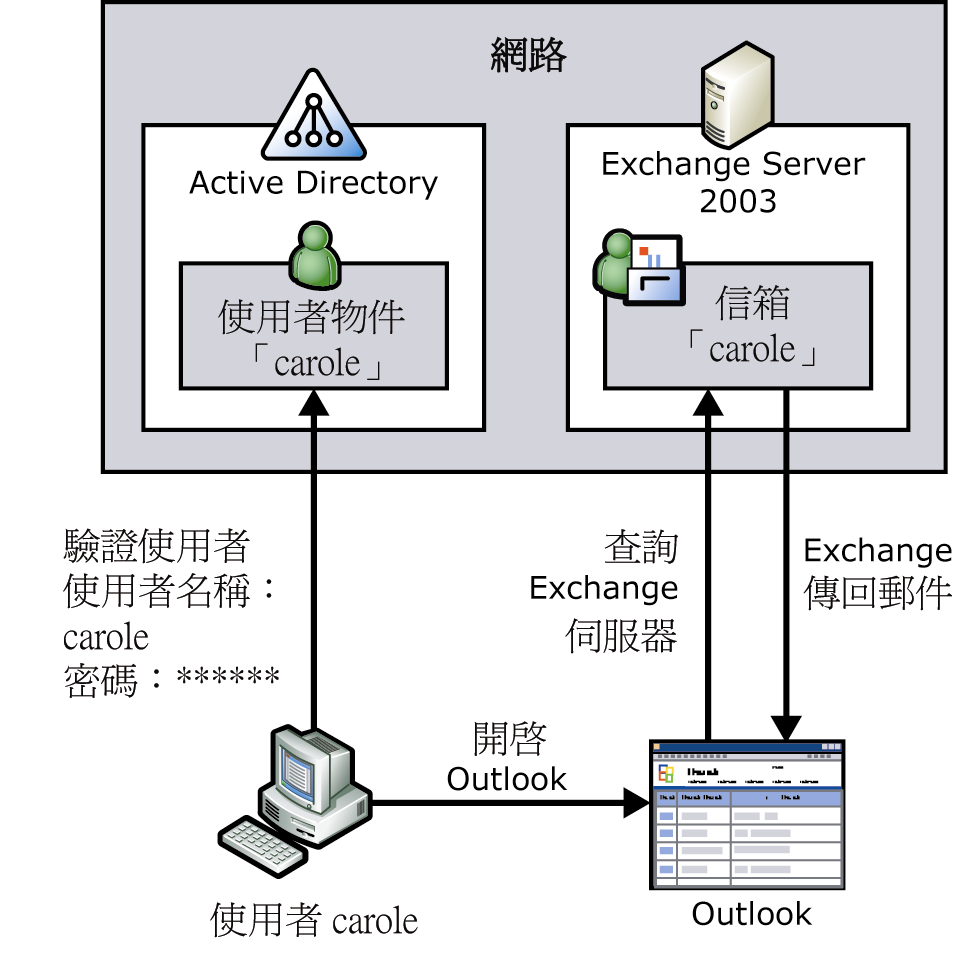 網路
Active Directory
使用者物件
「carole」
Exchange Server
2003
信箱
「carole」
驗證使用者
使用者名稱：
carole
密碼：******
查詢
Exchange
伺服器
Exchange
傳回郵件
開啓
Outlook
使用者 carole
Outlook